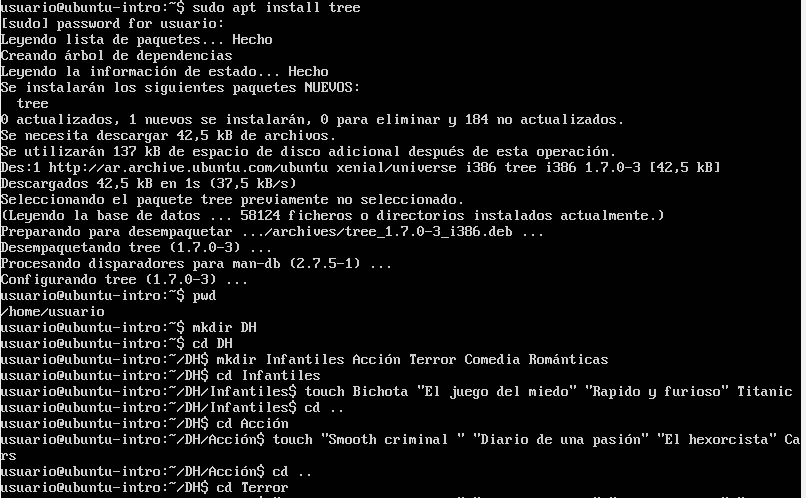 usuario@ubuntu-intro:~$ sudo apt install tree
[sudo] password for usuario:
Leyendo lista de paquetes... Hecho
Creando árbol de dependencias
Leyendo la información de estado... Hecho
Se instalarán los siguientes paquetes NUEVOS:
  tree
0 actualizados, 1 nuevos se instalarán, 0 para eliminar y 184 no actualizados.
Se necesita descargar 42,5 kB de archivos.
Se utilizarán 137 kB de espacio de disco adicional después de esta operación.
Des:1 http://ar.archive.ubuntu.com/ubuntu xenial/universe i386 tree i386 1.7.0-3 [42,5 kB]
Descargados 42,5 kB en 1s (37,5 kB/s)
Seleccionando el paquete tree previamente no seleccionado.
(Leyendo la base de datos ... 58124 ficheros o directorios instalados actualmente.)
Preparando para desempaquetar .../archives/tree_1.7.0-3_i386.deb ...
Desempaquetando tree (1.7.0-3) ...
Procesando disparadores para man-db (2.7.5-1) ...
Configurando tree (1.7.0-3) ...
usuario@ubuntu-intro:~$ pwd
/home/usuario
usuario@ubuntu-intro:~$ mkdir DH
usuario@ubuntu-intro:~$ cd DH
usuario@ubuntu-intro:~/DH$ mkdir Infantiles Acción Terror Comedia Románticas
usuario@ubuntu-intro:~/DH$ cd Infantiles
usuario@ubuntu-intro:~/DH/Infantiles$ touch Bichota "El juego del miedo" "Rapido y furioso" Titanic
usuario@ubuntu-intro:~/DH/Infantiles$ cd ..
usuario@ubuntu-intro:~/DH$ cd Acción
usuario@ubuntu-intro:~/DH/Acción$ touch "Smooth criminal " "Diario de una pasión" "El hexorcista" Ca
rs
usuario@ubuntu-intro:~/DH/Acción$ cd ..
usuario@ubuntu-intro:~/DH$ cd Terror